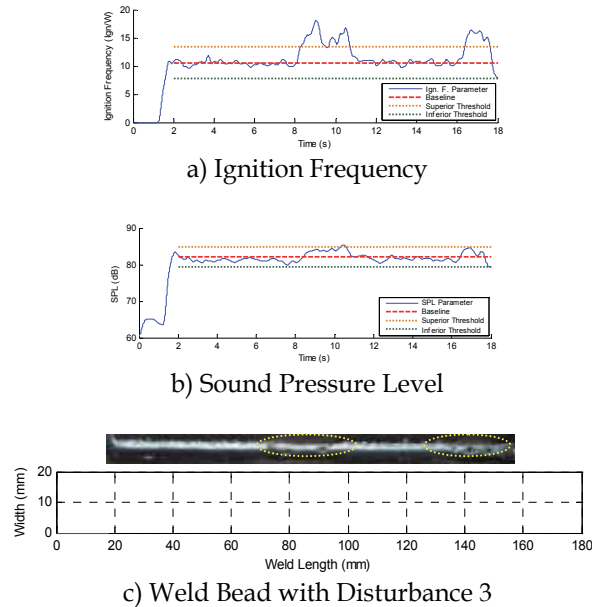 Ignition Frequency (Ign/W)
20
15
10
5
0
0 2 4 6 8 10 12 14 16 18
Time (s)
Ign. F. Parameter
Baseline
Superior Threshold
Inferior Threshold
a) Ignition Frequency
SPL (dB)
90
80
70
60
0 2 4 6 8 10 12 14 16 18
Time (s)
SPL Parameter
Baseline
Superior Threshold
Inferior Threshold
b) Sound Pressure Level
Width (mm)
20
10
0
0 20 40 60 80 100 120 140 160 180
Weld Length (mm)
c) Weld Bead with Disturbance 3